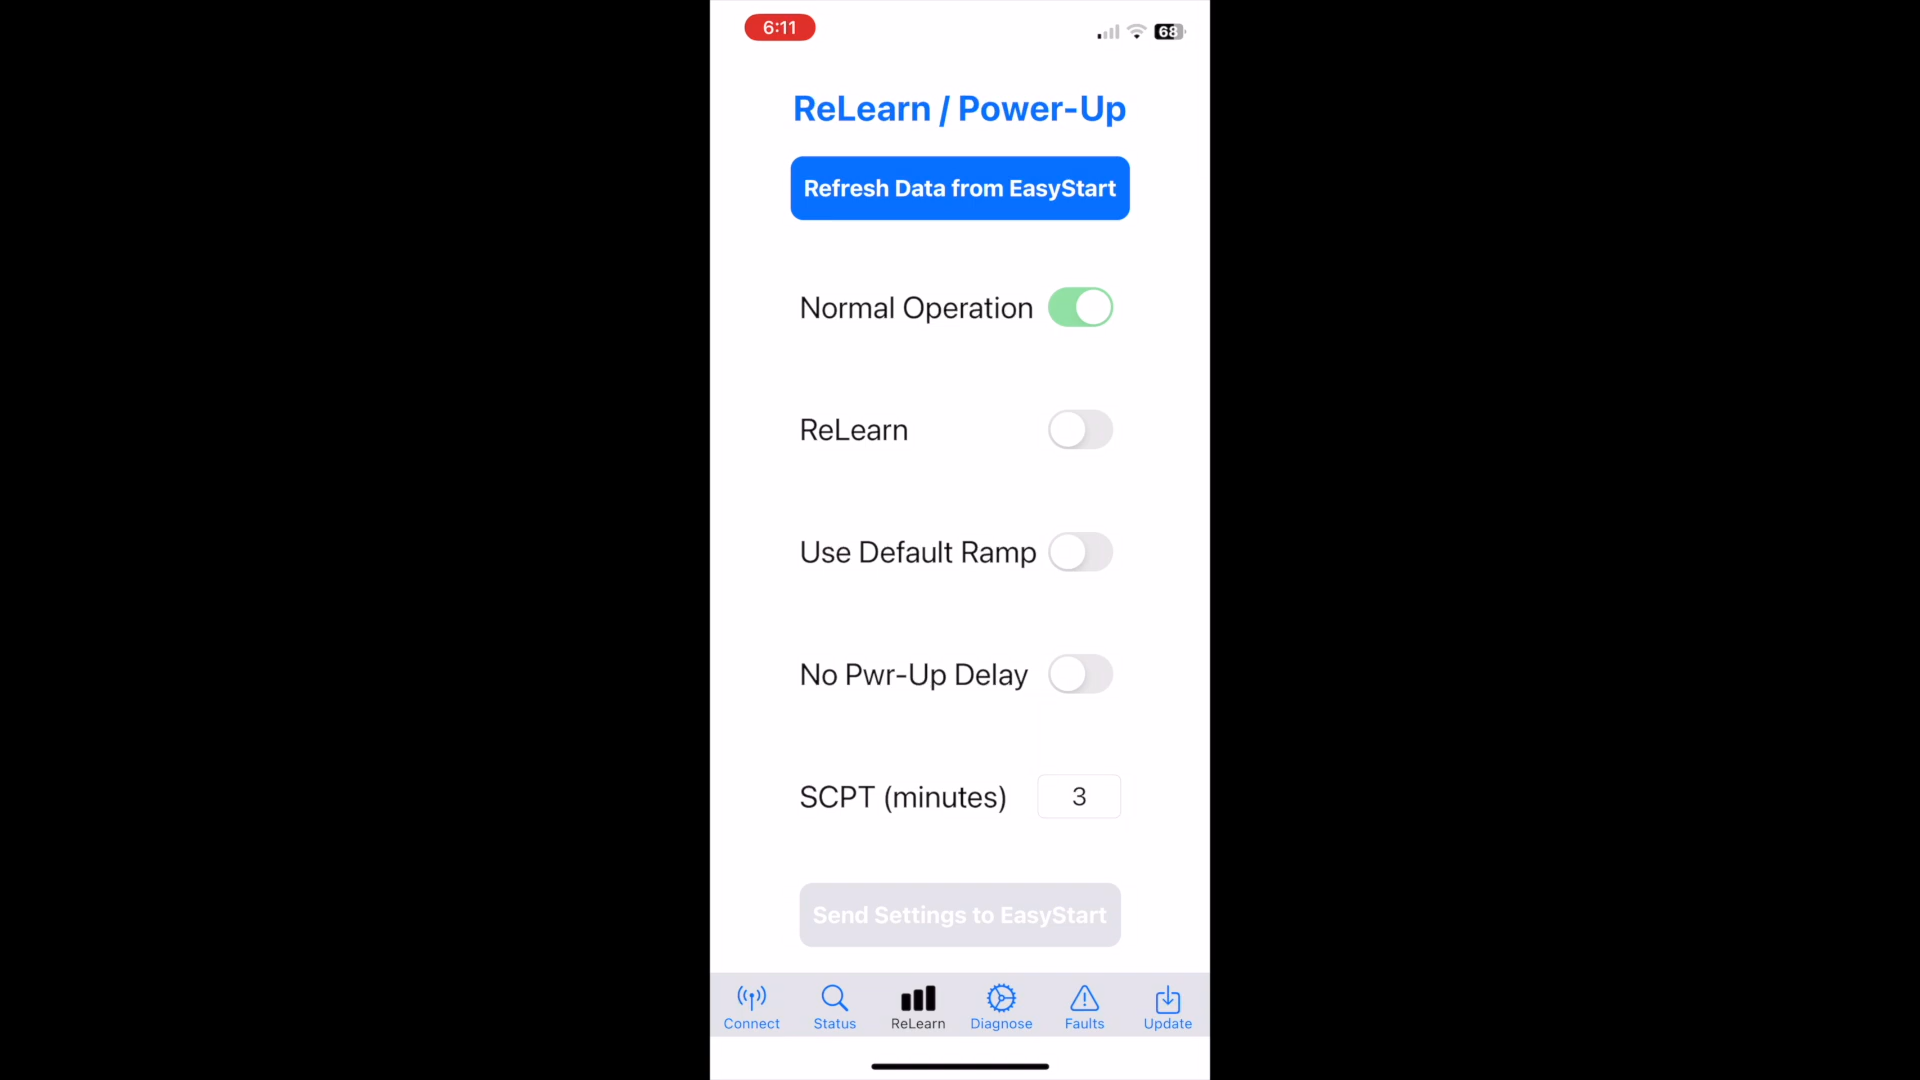 6:11
68
ReLearn / Power-Up
Refresh Data from EasyStart
Normal Operation
ReLearn
Use Default Ramp
No Pwr-Up Delay
SCPT (minutes) 3
Send Settings to EasyStart
Connect Status ReLearn Diagnose Faults Update